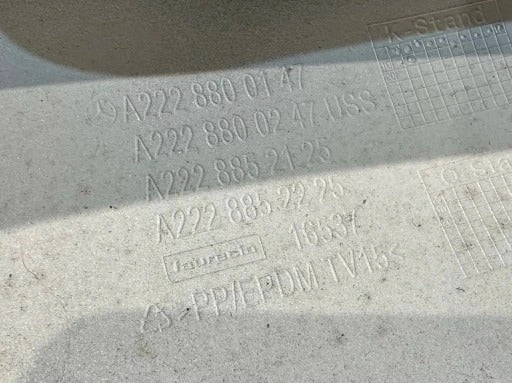 A222 880 01 47
A222 880 02 47 USS
A222 885 21 25
A222 885 22 25
faurecia 16537
>PP/EPDM TV15<
K-Stand